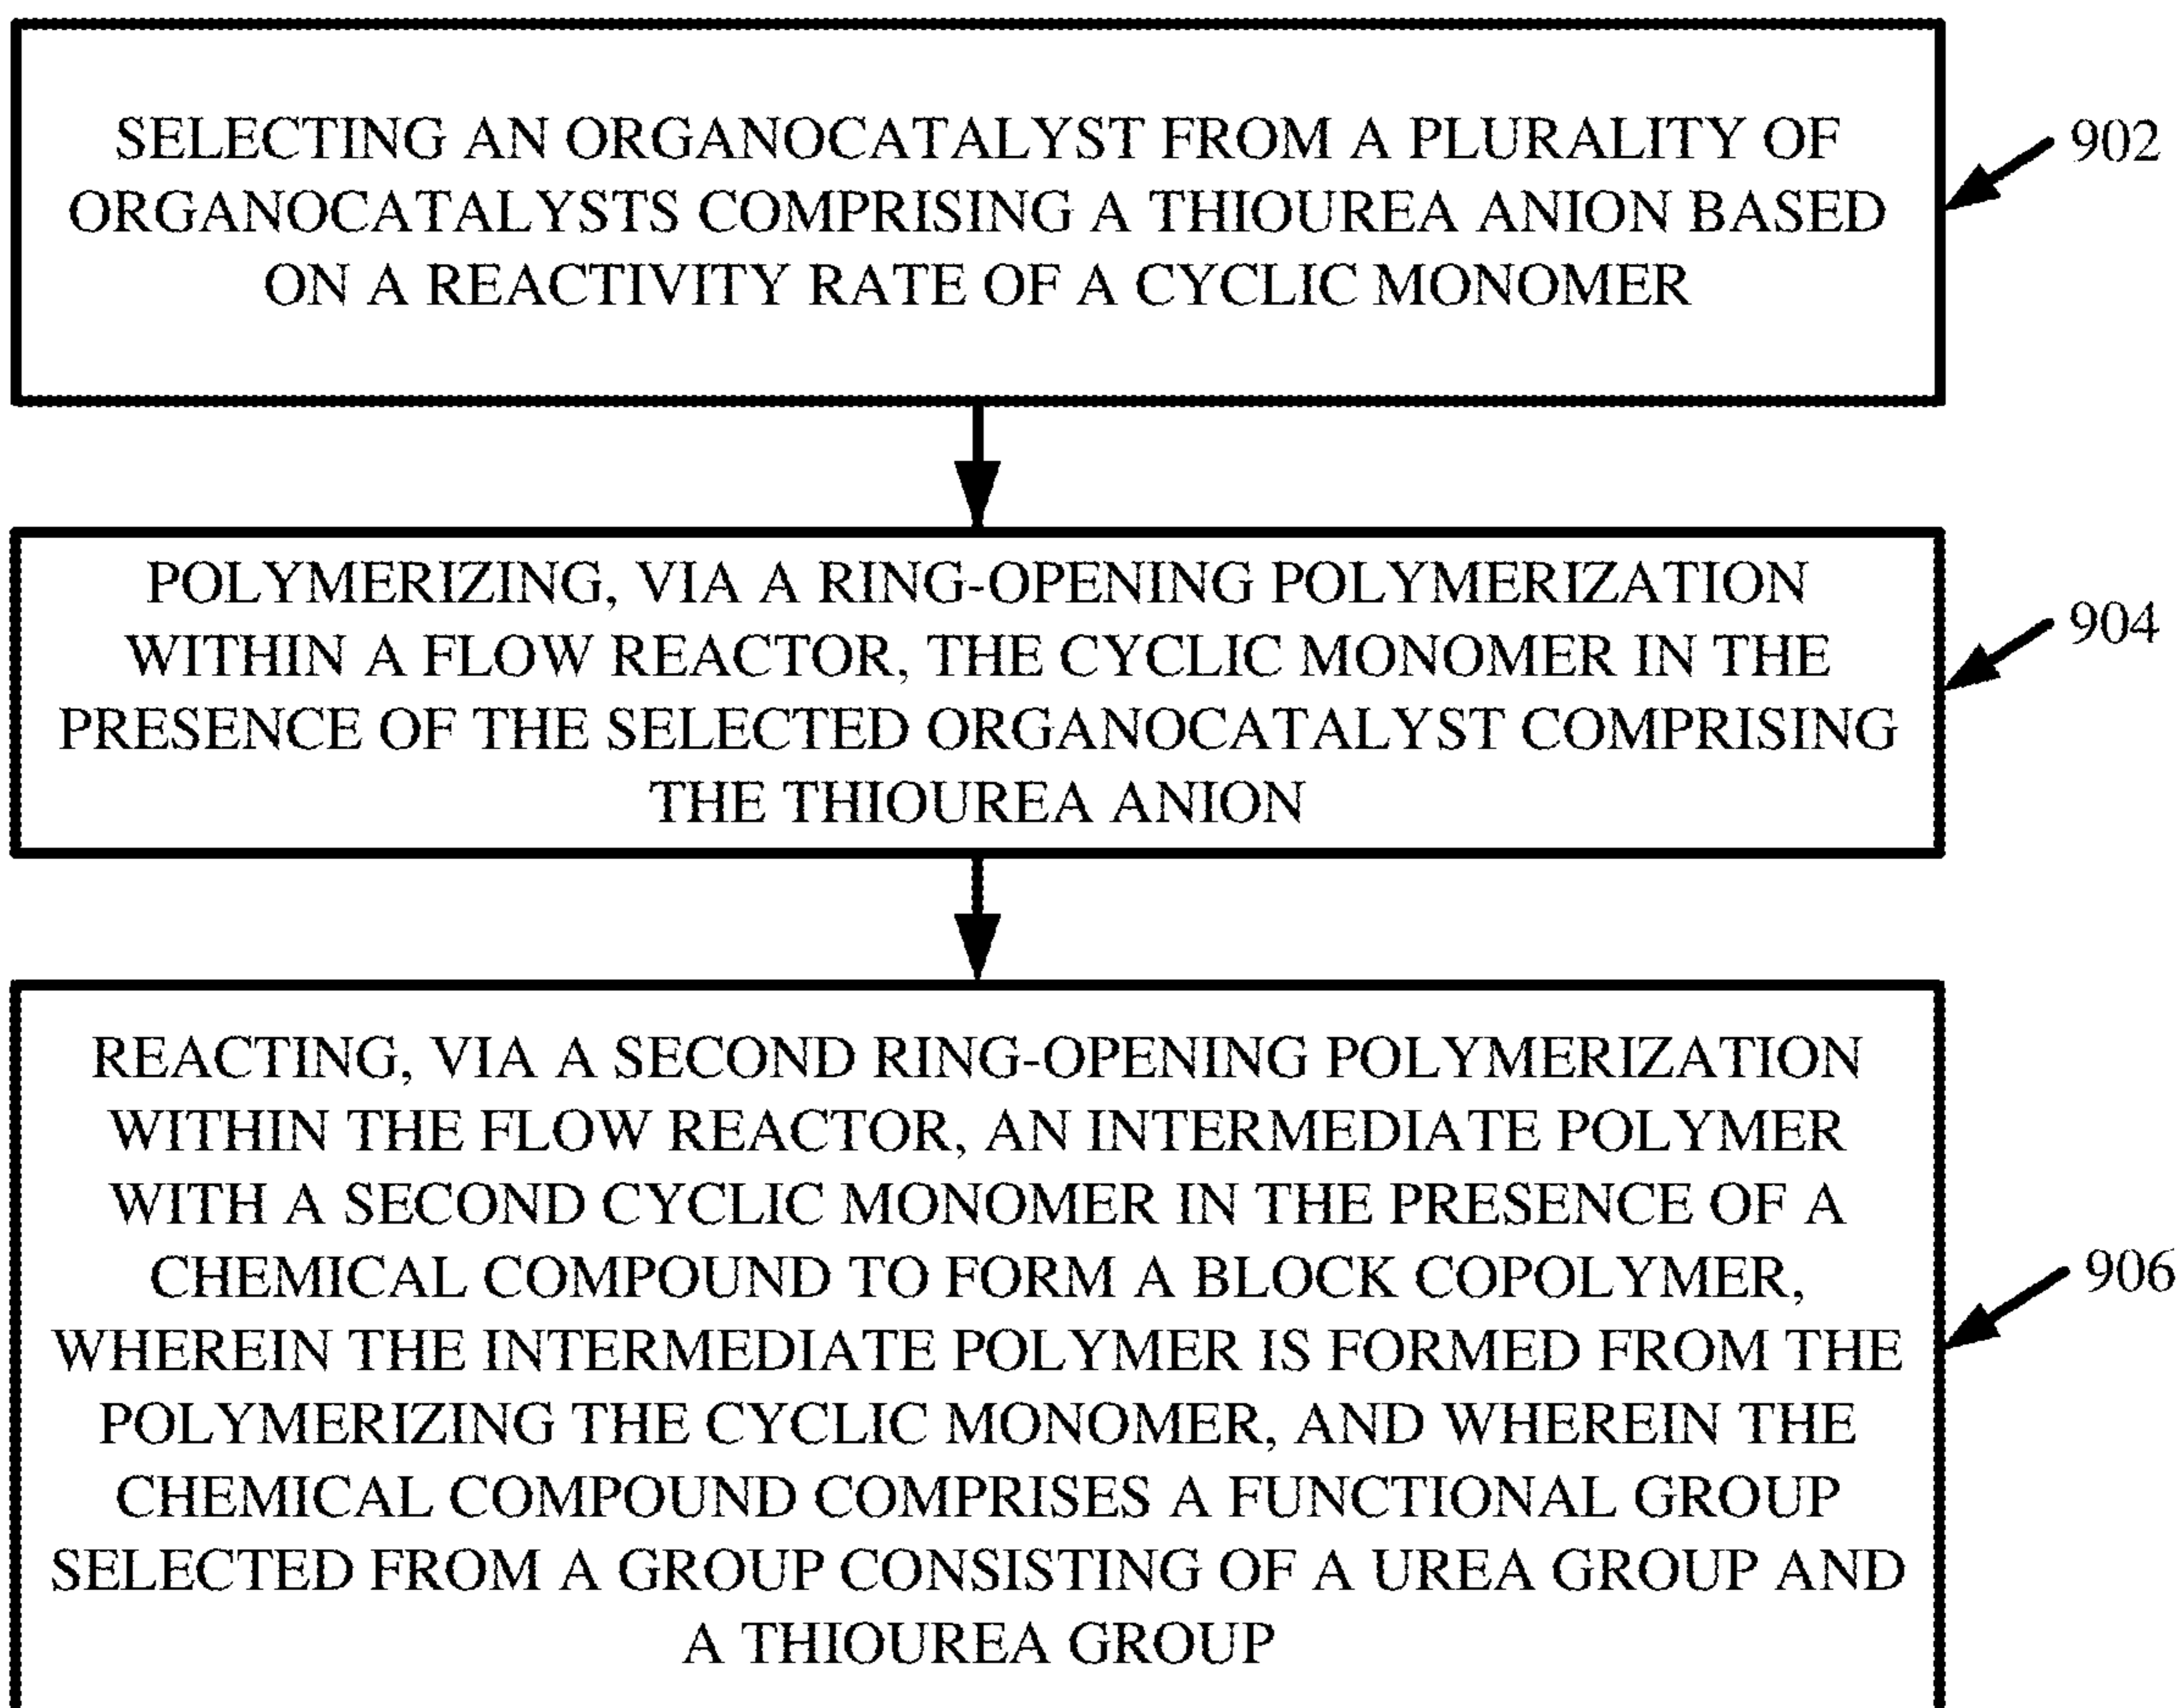 SELECTING AN ORGANOCATALYST FROM A PLURALITY OF
ORGANOCATALYSTS COMPRISING A THIOUREA ANION BASED
ON A REACTIVITY RATE OF A CYCLIC MONOMER
902
POLYMERIZING, VIA A RING-OPENING POLYMERIZATION
WITHIN A FLOW REACTOR, THE CYCLIC MONOMER IN THE
PRESENCE OF THE SELECTED ORGANOCATALYST COMPRISING
THE THIOUREA ANION
904
REACTING, VIA A SECOND RING-OPENING POLYMERIZATION
WITHIN THE FLOW REACTOR, AN INTERMEDIATE POLYMER
WITH A SECOND CYCLIC MONOMER IN THE PRESENCE OF A
CHEMICAL COMPOUND TO FORM A BLOCK COPOLYMER,
WHEREIN THE INTERMEDIATE POLYMER IS FORMED FROM THE
POLYMERIZING THE CYCLIC MONOMER, AND WHEREIN THE
CHEMICAL COMPOUND COMPRISES A FUNCTIONAL GROUP
SELECTED FROM A GROUP CONSISTING OF A UREA GROUP AND
A THIOUREA GROUP
906